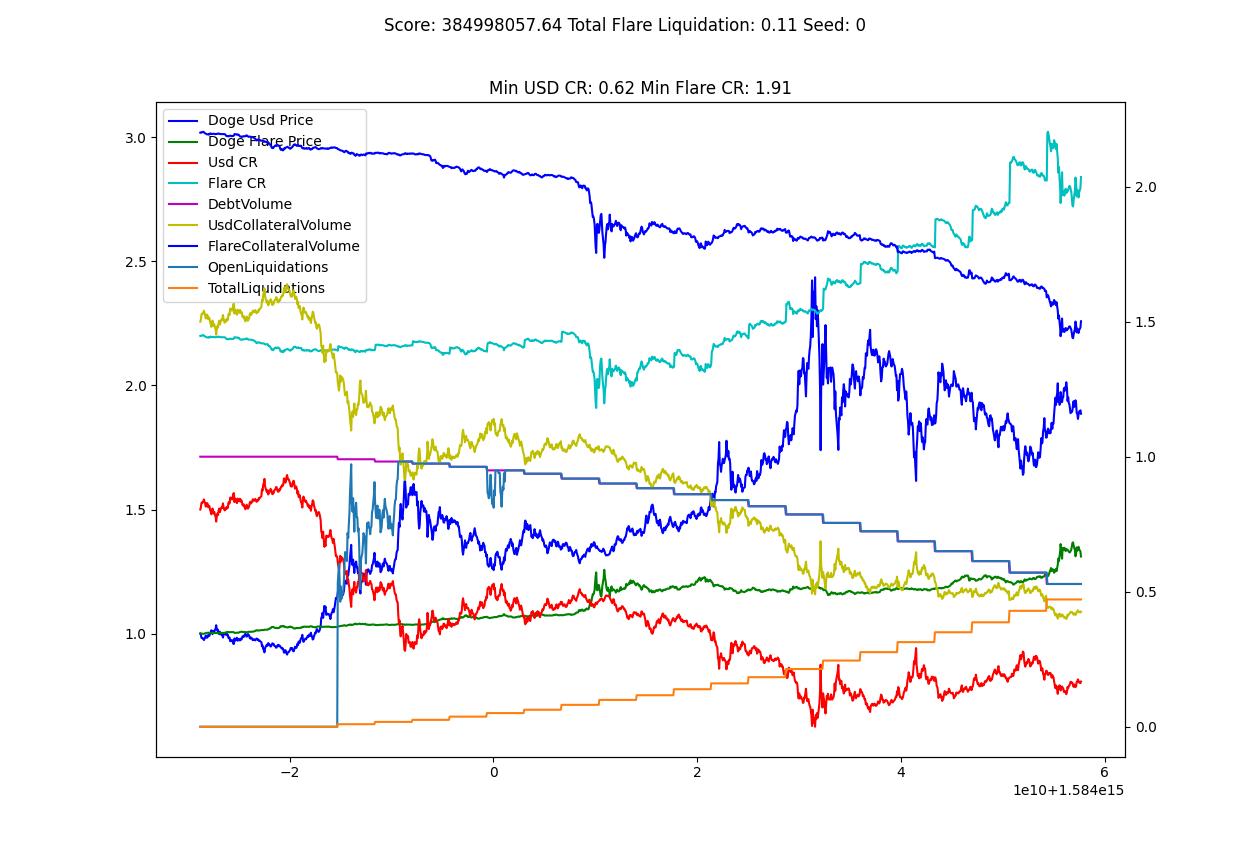 Score: 384998057.64 Total Flare Liquidation: 0.11 Seed: 0
Min USD CR: 0.62 Min Flare CR: 1.91
Doge Usd Price
Doge Flare Price
Usd CR
Flare CR
DebtVolume
UsdCollateralVolume
FlareCollateralVolume
OpenLiquidations
TotalLiquidations
3.0
2.5
2.0
1.5
1.0
2.0
1.5
1.0
0.5
0.0
−2
0
2
4
6
1e10+1.584e15